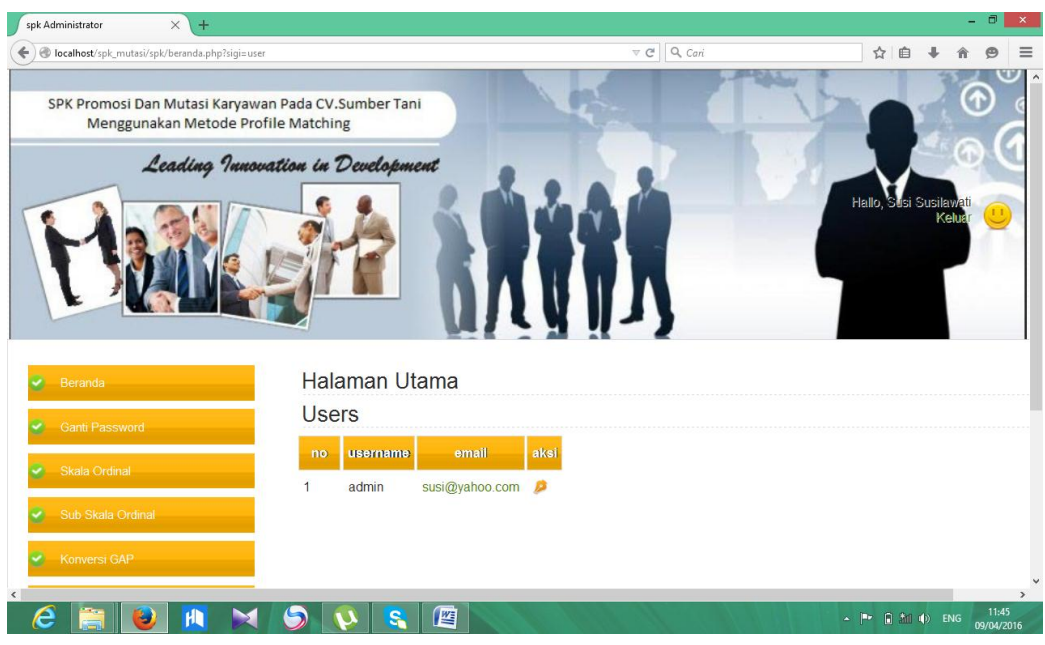 spk Administrator
localhost/spk_mutasi/spk/beranda.php?sigi=user
Cari
SPK Promosi Dan Mutasi Karyawan Pada CV.Sumber Tani
Menggunakan Metode Profile Matching
Leading Innovation in Development
Hallo, Susi Susilawati
Keluar
Beranda
Ganti Password
Skala Ordinal
Sub Skala Ordinal
Konversi GAP
Halaman Utama
Users
no username email aksi
1 admin susi@yahoo.com
ENG
11:45
09/04/2016